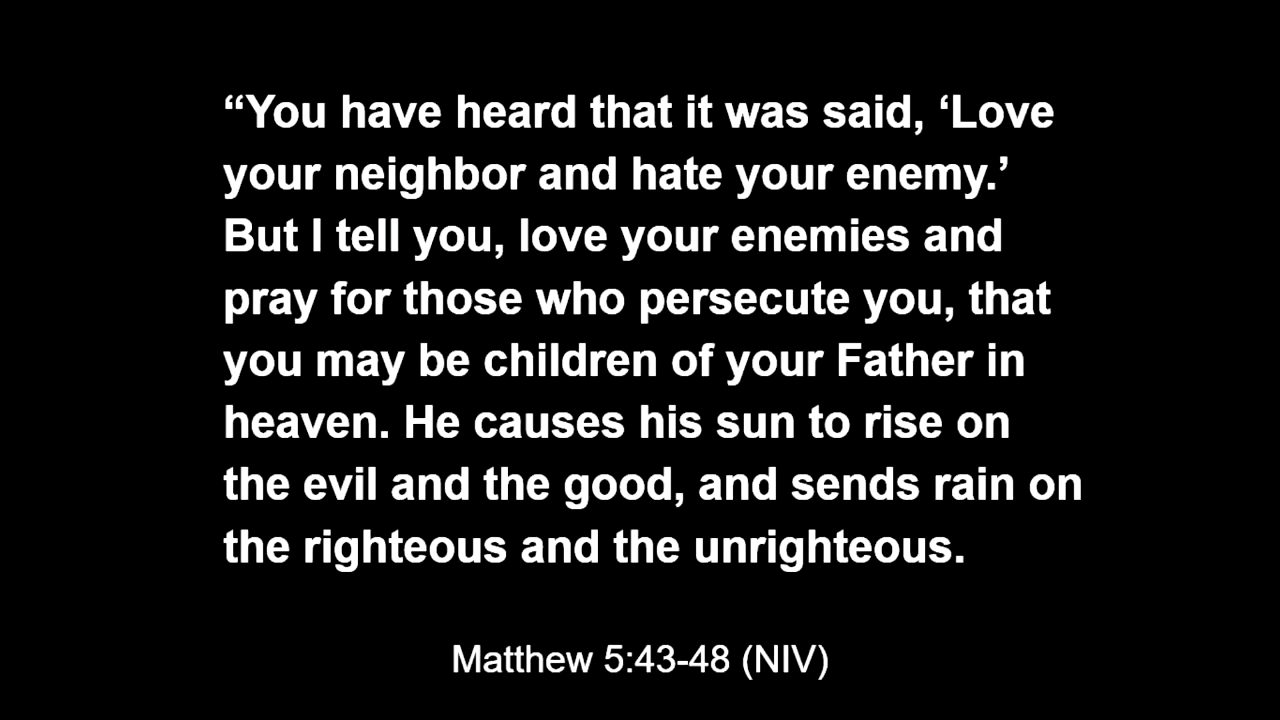 “You have heard that it was said, ‘Love
your neighbor and hate your enemy.’
But I tell you, love your enemies and
pray for those who persecute you, that
you may be children of your Father in
heaven. He causes his sun to rise on
the evil and the good, and sends rain on
the righteous and the unrighteous.
Matthew 5:43-48 (NIV)